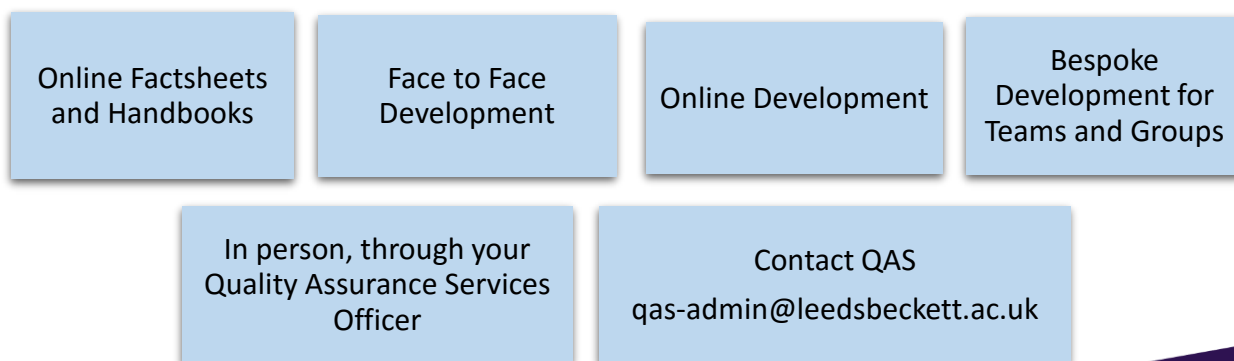 Online Factsheets
and Handbooks
Face to Face
Development
Online Development
Bespoke
Development for
Teams and Groups
In person, through your
Quality Assurance Services
Officer
Contact QAS
qas-admin@leedsbeckett.ac.uk